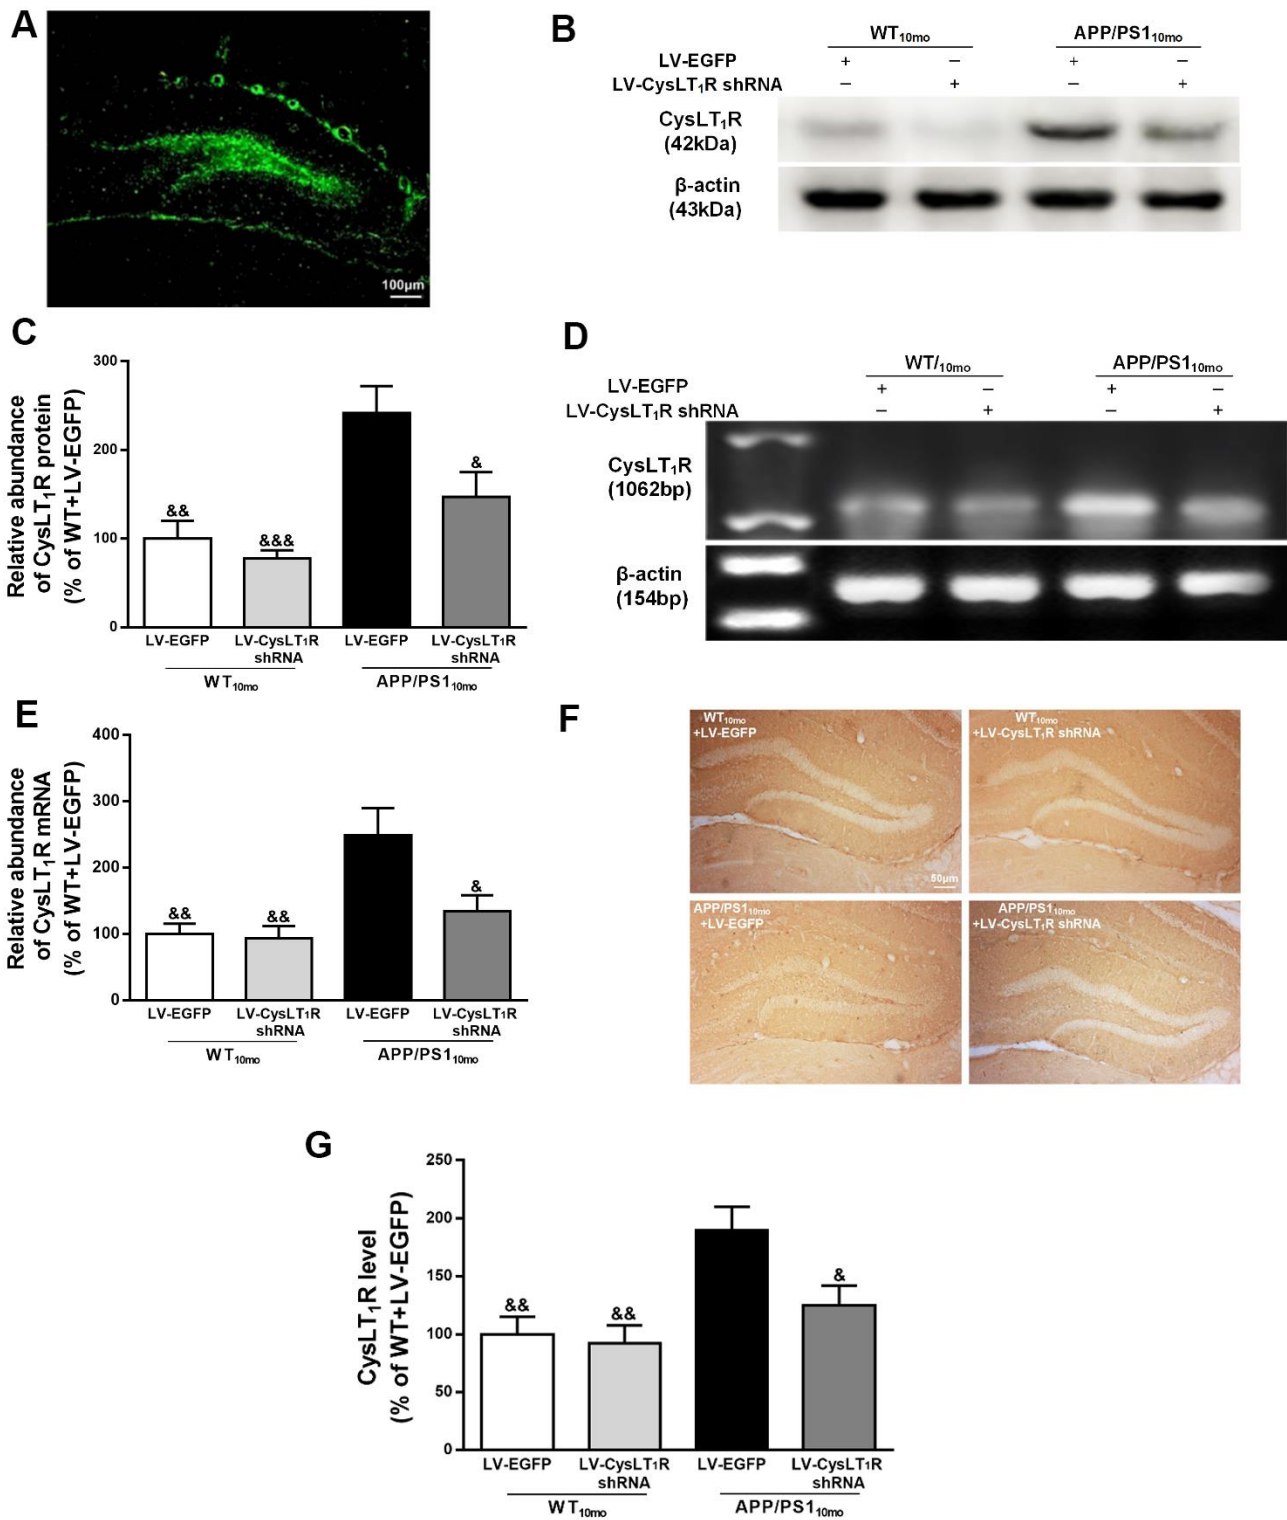 A
100μm
B
WT10mo APP/PS110mo
LV-EGFP + – + –
LV-CysLT1R shRNA – + – +
CysLT1R
(42kDa)
β-actin
(43kDa)
C
Relative abundance
of CysLT1R protein
(% of WT+LV-EGFP)
300
200
100
0
&&
&&&
&
LV-EGFP LV-CysLT1R shRNA LV-EGFP LV-CysLT1R shRNA
WT10mo APP/PS110mo
D
WT/10mo APP/PS110mo
LV-EGFP + – + –
LV-CysLT1R shRNA – + – +
CysLT1R
(1062bp)
β-actin
(154bp)
E
Relative abundance
of CysLT1R mRNA
(% of WT+LV-EGFP)
400
300
200
100
0
&&
&&
&
LV-EGFP LV-CysLT1R shRNA LV-EGFP LV-CysLT1R shRNA
WT10mo APP/PS110mo
F
WT10mo
+LV-EGFP
50μm
WT10mo
+LV-CysLT1R shRNA
APP/PS110mo
+LV-EGFP
APP/PS110mo
+LV-CysLT1R shRNA
G
CysLT1R level
(% of WT+LV-EGFP)
250
200
150
100
50
0
&&
&&
&
LV-EGFP LV-CysLT1R shRNA LV-EGFP LV-CysLT1R shRNA
WT10mo APP/PS110mo